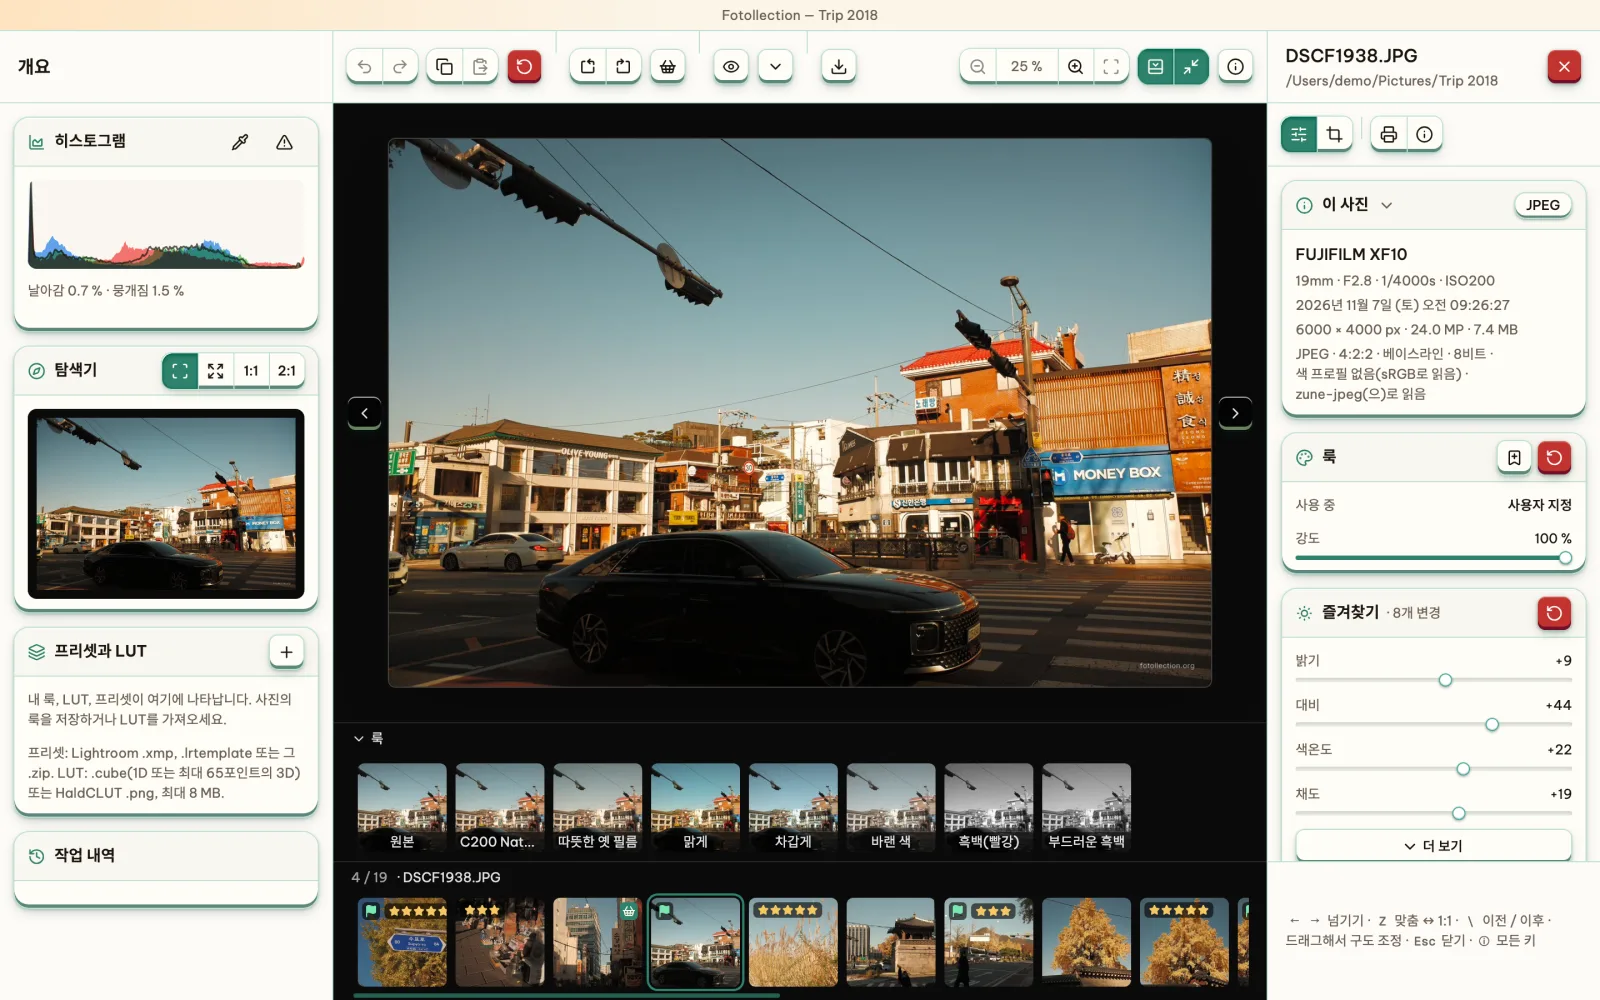 Fotollection — Trip 2018
개요
25 %
DSCF1938.JPG
/Users/demo/Pictures/Trip 2018
히스토그램
날아감 0.7 % · 뭉개짐 1.5 %
탐색기
1:1
2:1
프리셋과 LUT
내 룩, LUT, 프리셋이 여기에 나타납니다. 사진의
룩을 저장하거나 LUT를 가져오세요.
프리셋: Lightroom .xmp, .lrtemplate 또는 그
.zip. LUT: .cube(1D 또는 최대 65포인트의 3D)
또는 HaldCLUT .png, 최대 8 MB.
작업 내역
OLIVE YOUNG
노래방
신한은행
MONEY BOX
fotollection.org
룩
원본
C200 Nat...
따뜻한 옛 필름
맑게
차갑게
바랜 색
흑백(빨강)
부드러운 흑백
4 / 19 · DSCF1938.JPG
이 사진
JPEG
FUJIFILM XF10
19mm · F2.8 · 1/4000s · ISO200
2026년 11월 7일 (토) 오전 09:26:27
6000 × 4000 px · 24.0 MP · 7.4 MB
JPEG · 4:2:2 · 베이스라인 · 8비트 ·
색 프로필 없음(sRGB로 읽음) ·
zune-jpeg(으)로 읽음
룩
사용 중
사용자 지정
강도
100 %
즐겨찾기 · 8개 변경
밝기
+9
대비
+44
색온도
+22
채도
+19
더 보기
← → 넘기기 · Z 맞춤 ↔ 1:1 · \ 이전 / 이후 ·
드래그해서 구도 조정 · Esc 닫기 · ⓘ 모든 키